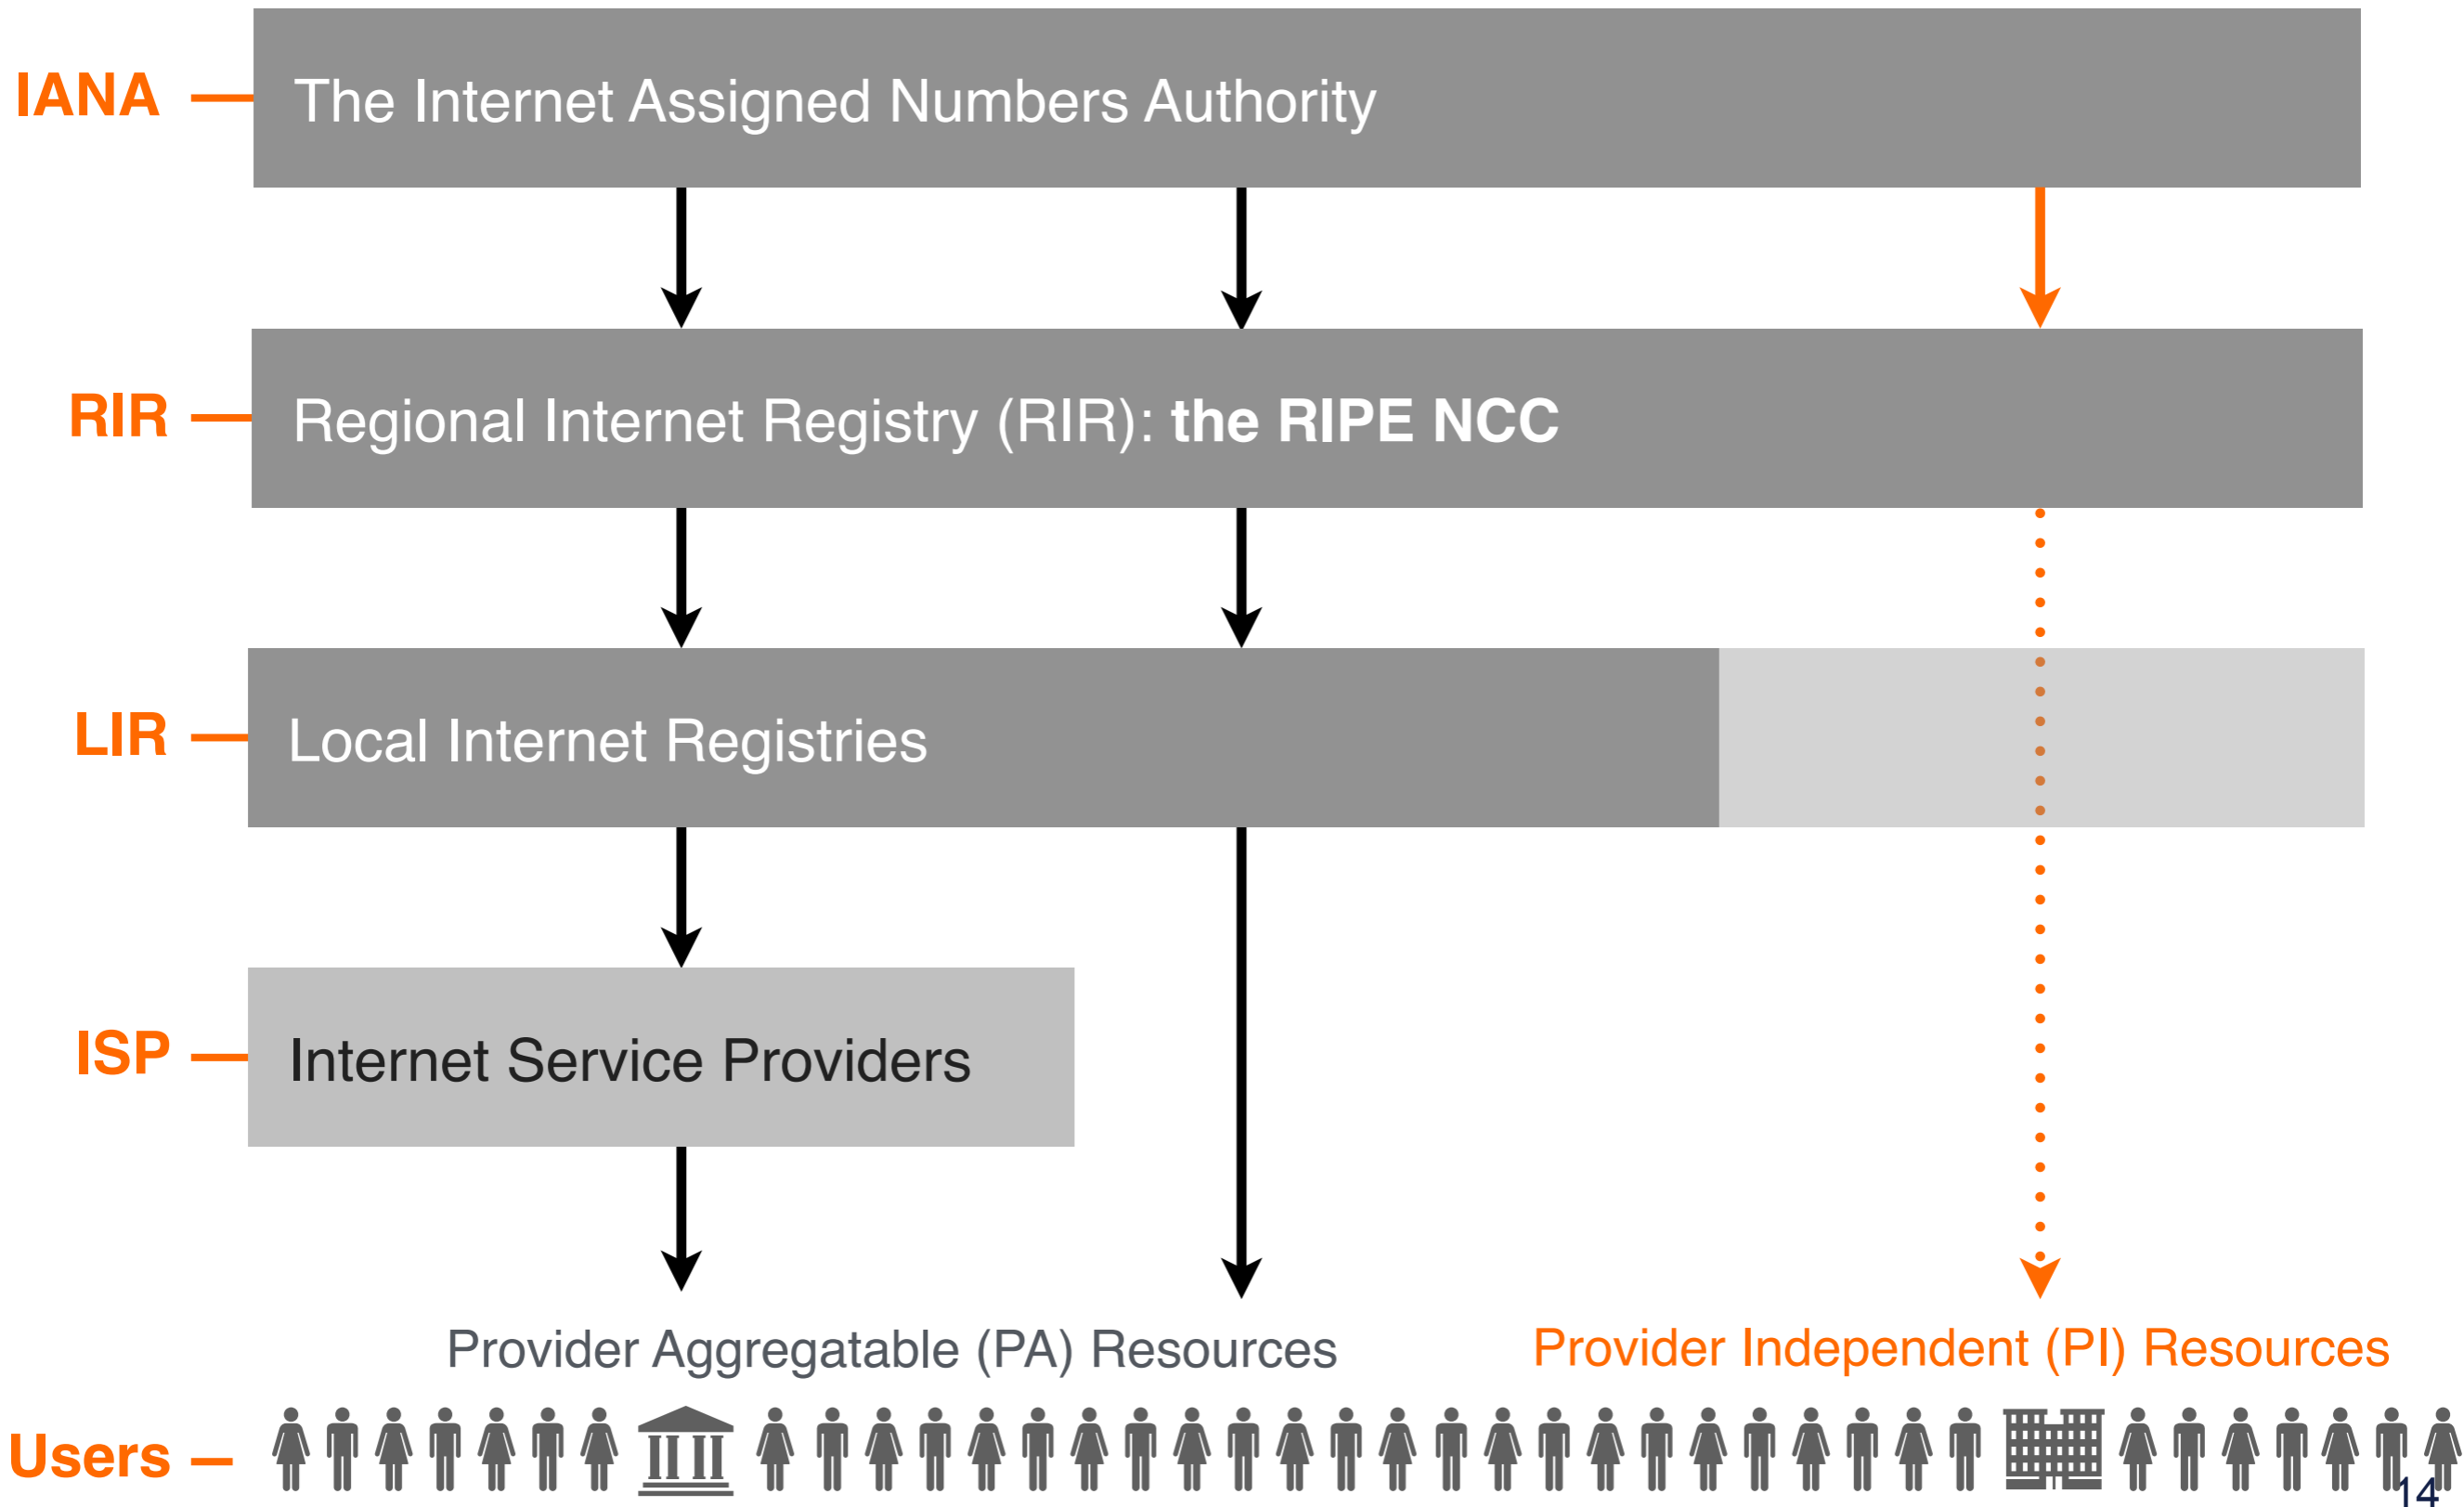 IANA
The Internet Assigned Numbers Authority
RIR
Regional Internet Registry (RIR): the RIPE NCC
LIR
Local Internet Registries
ISP
Internet Service Providers
Provider Aggregatable (PA) Resources
Provider Independent (PI) Resources
Users
14